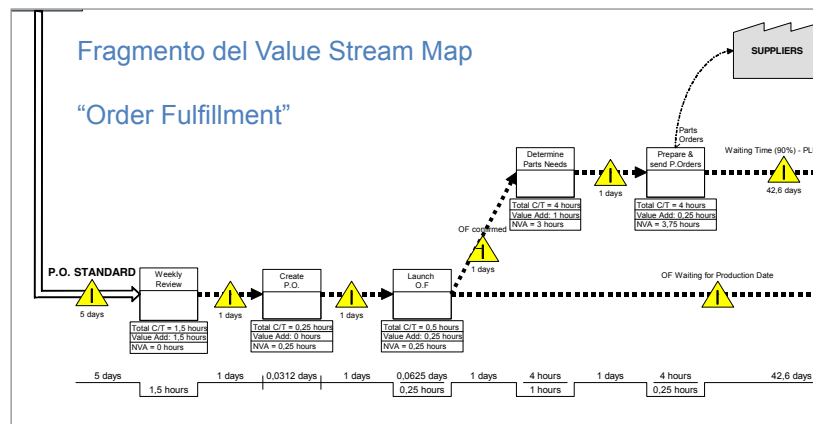 Fragmento del Value Stream Map
“Order Fulfillment”
SUPPLIERS
Parts
Orders
Determine
Parts Needs
Prepare &
send P.Orders
Waiting Time (90%) - PL
I
1 days
I
42,6 days
Total C/T = 4 hours
Value Add: 1 hours
NVA = 3 hours
Total C/T = 4 hours
Value Add: 0,25 hours
NVA = 3,75 hours
OF confirmed
I
1 days
P.O. STANDARD
I
5 days
Weekly
Review
I
1 days
Create
P.O.
I
1 days
Launch
O.F
OF Waiting for Production Date
I
Total C/T = 1,5 hours
Value Add: 1,5 hours
NVA = 0 hours
Total C/T = 0,25 hours
Value Add: 0 hours
NVA = 0,25 hours
Total C/T = 0,5 hours
Value Add: 0,25 hours
NVA = 0,25 hours
5 days
1,5 hours
1 days
0,0312 days
1 days
0,0625 days
0,25 hours
1 days
4 hours
1 hours
1 days
4 hours
0,25 hours
42,6 days